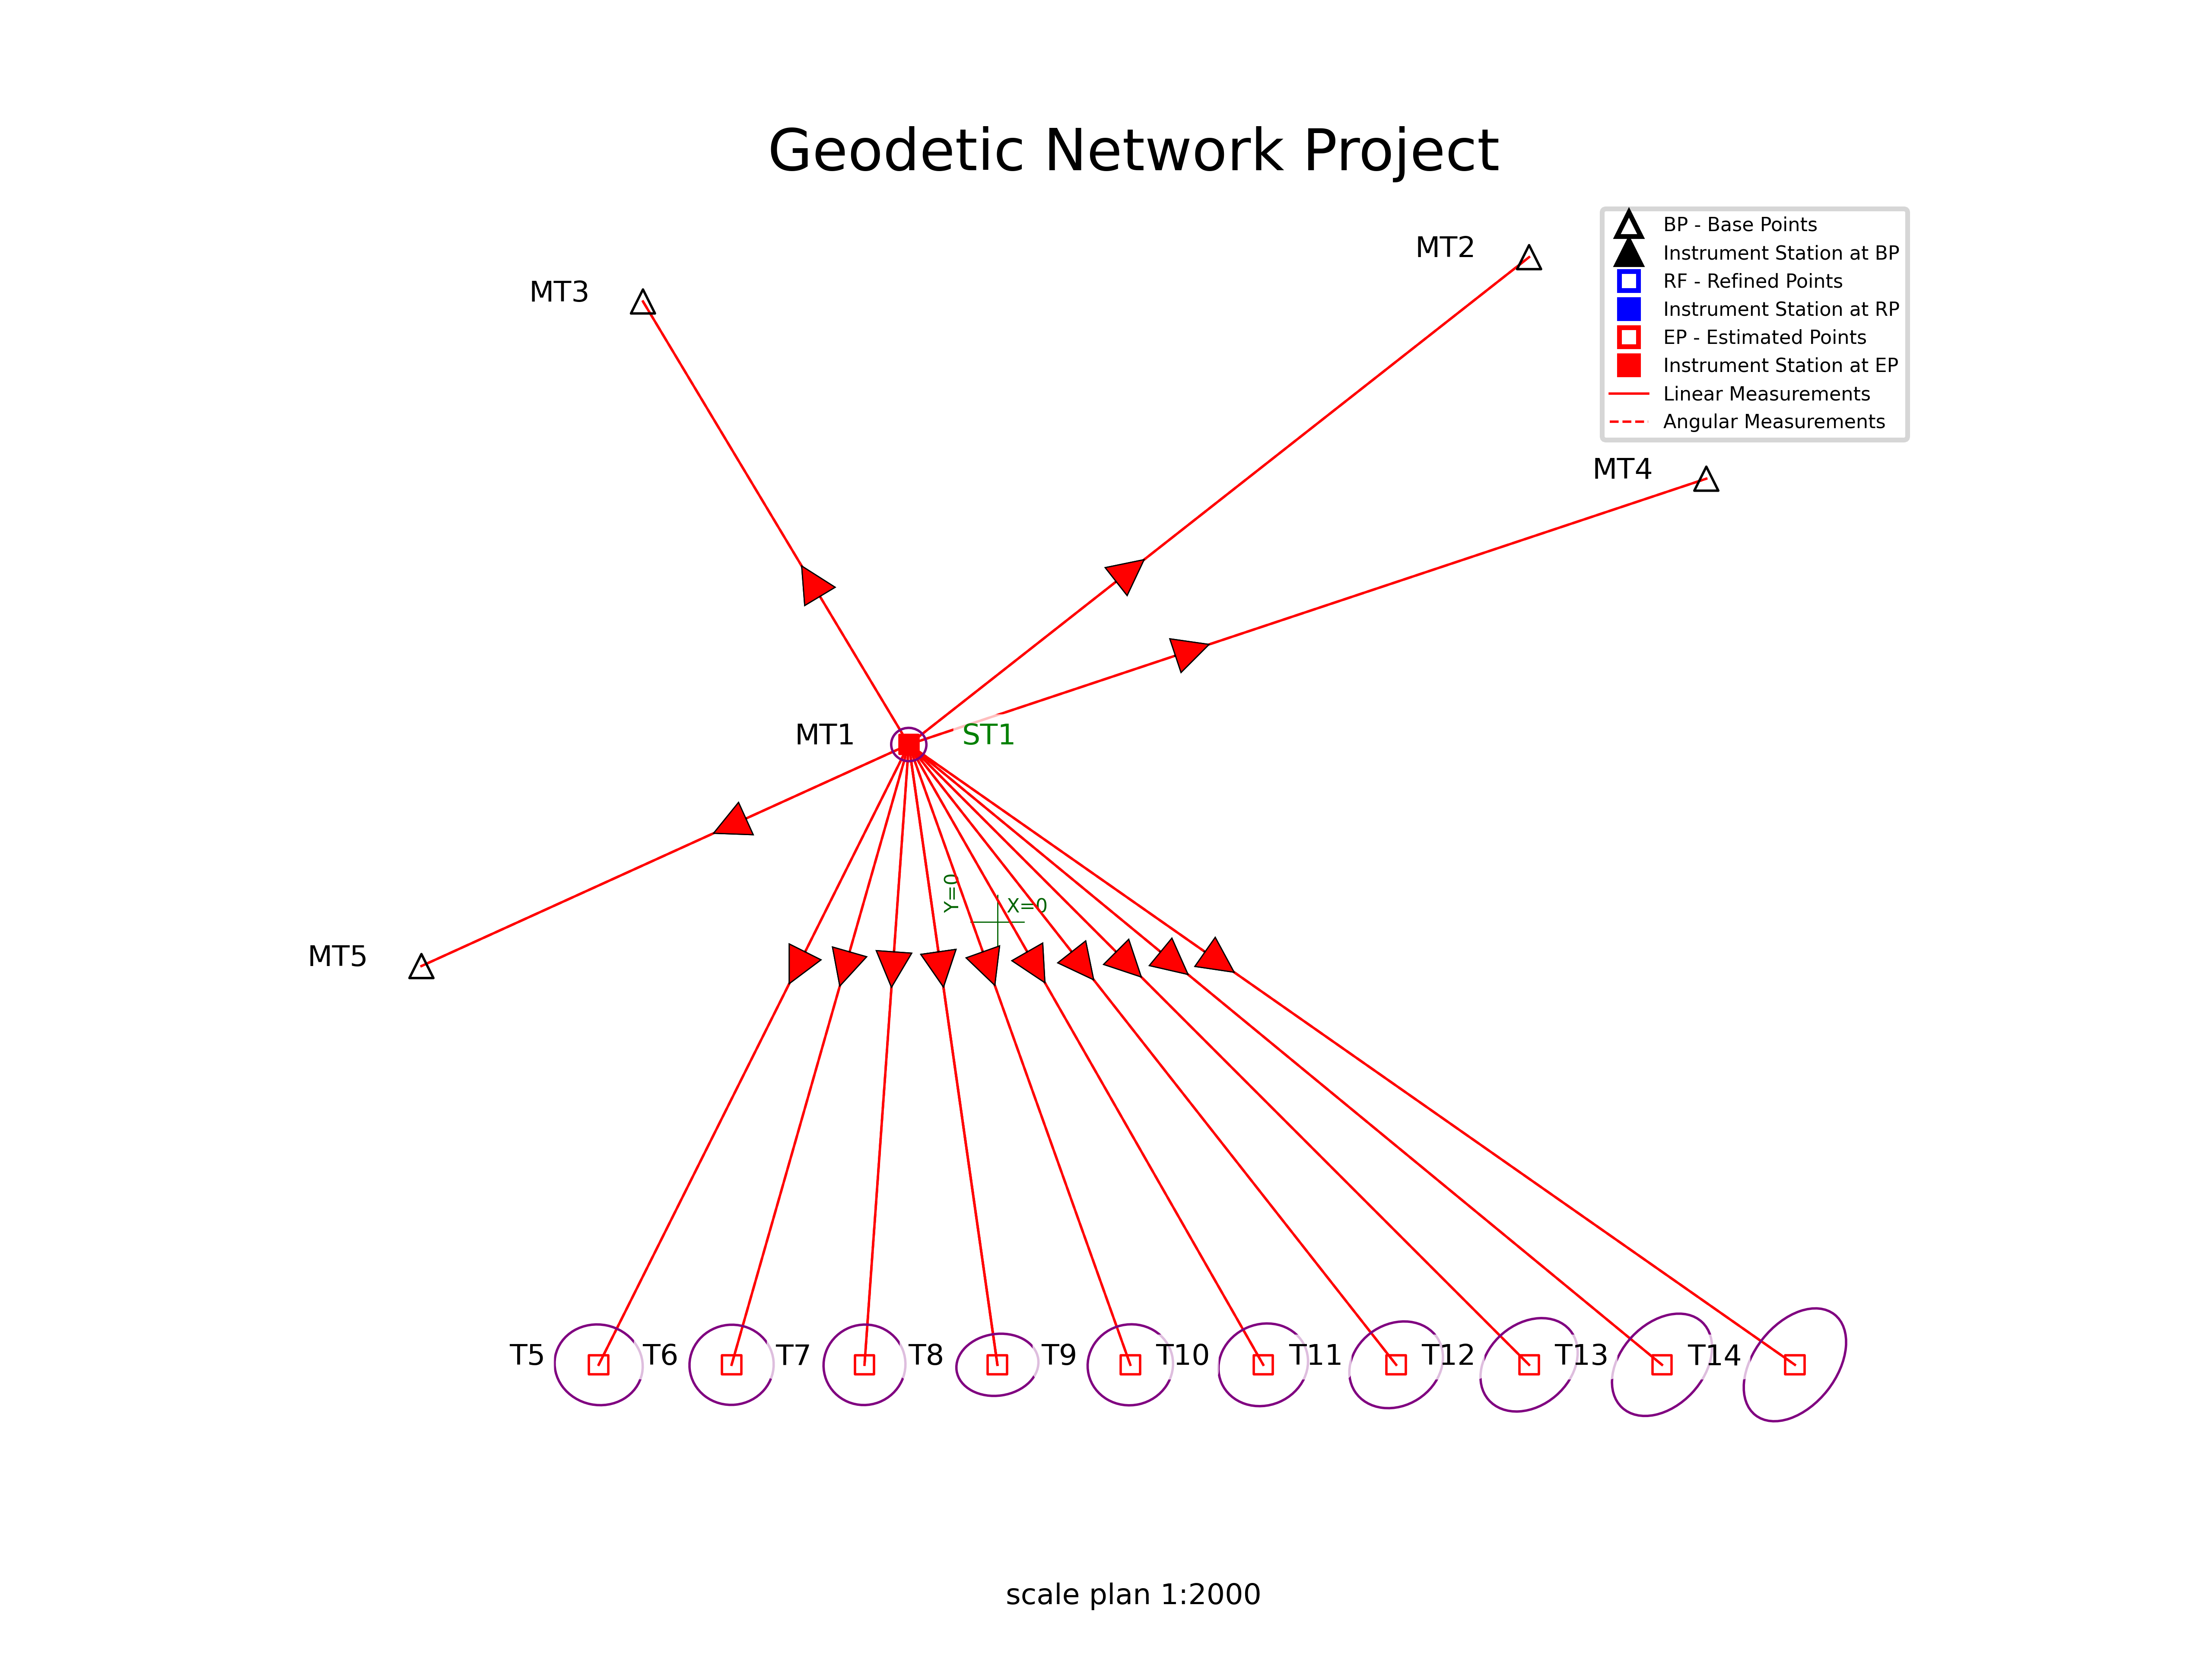 Geodetic Network Project
BP - Base Points
Instrument Station at BP
RF - Refined Points
Instrument Station at RP
EP - Estimated Points
Instrument Station at EP
Linear Measurements
Angular Measurements
MT2
MT3
MT4
MT1
ST1
Y=0
X=0
MT5
T5
T6
T7
T8
T9
T10
T11
T12
T13
T14
scale plan 1:2000